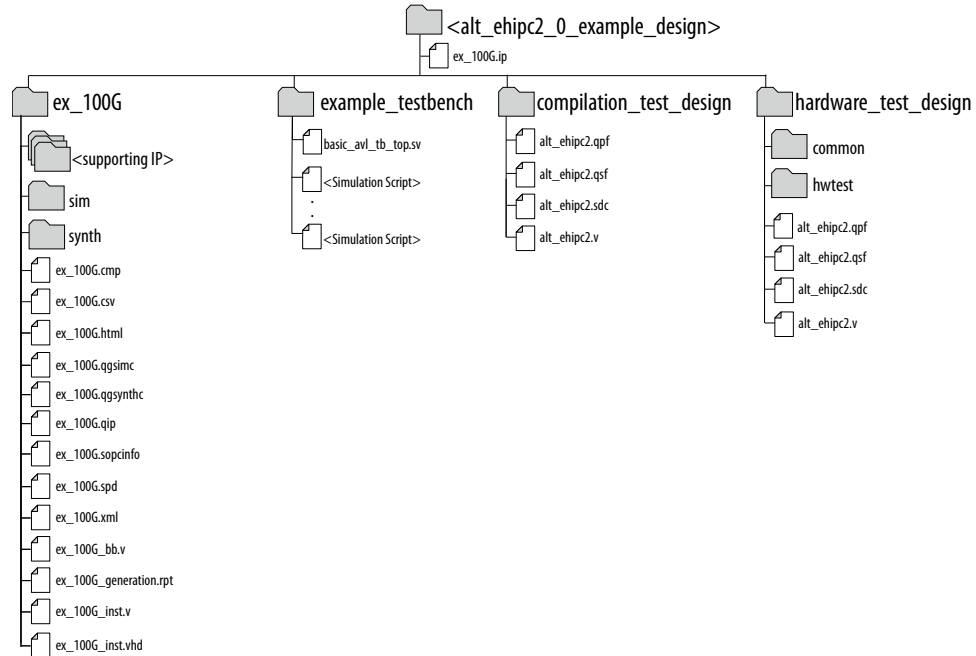 <alt_ehipc2_0_example_design>
ex_100G.ip
ex_100G
<supporting IP>
sim
synth
ex_100G.cmp
ex_100G.csv
ex_100G.html
ex_100G.qgsimc
ex_100G.qgsynthc
ex_100G.qip
ex_100G.sopcinfo
ex_100G.spd
ex_100G.xml
ex_100G_bb.v
ex_100G_generation.rpt
ex_100G_inst.v
ex_100G_inst.vhd
example_testbench
basic_avl_tb_top.sv
<Simulation Script>
<Simulation Script>
compilation_test_design
alt_ehipc2.qpf
alt_ehipc2.qsf
alt_ehipc2.sdc
alt_ehipc2.v
hardware_test_design
common
hwtest
alt_ehipc2.qpf
alt_ehipc2.qsf
alt_ehipc2.sdc
alt_ehipc2.v